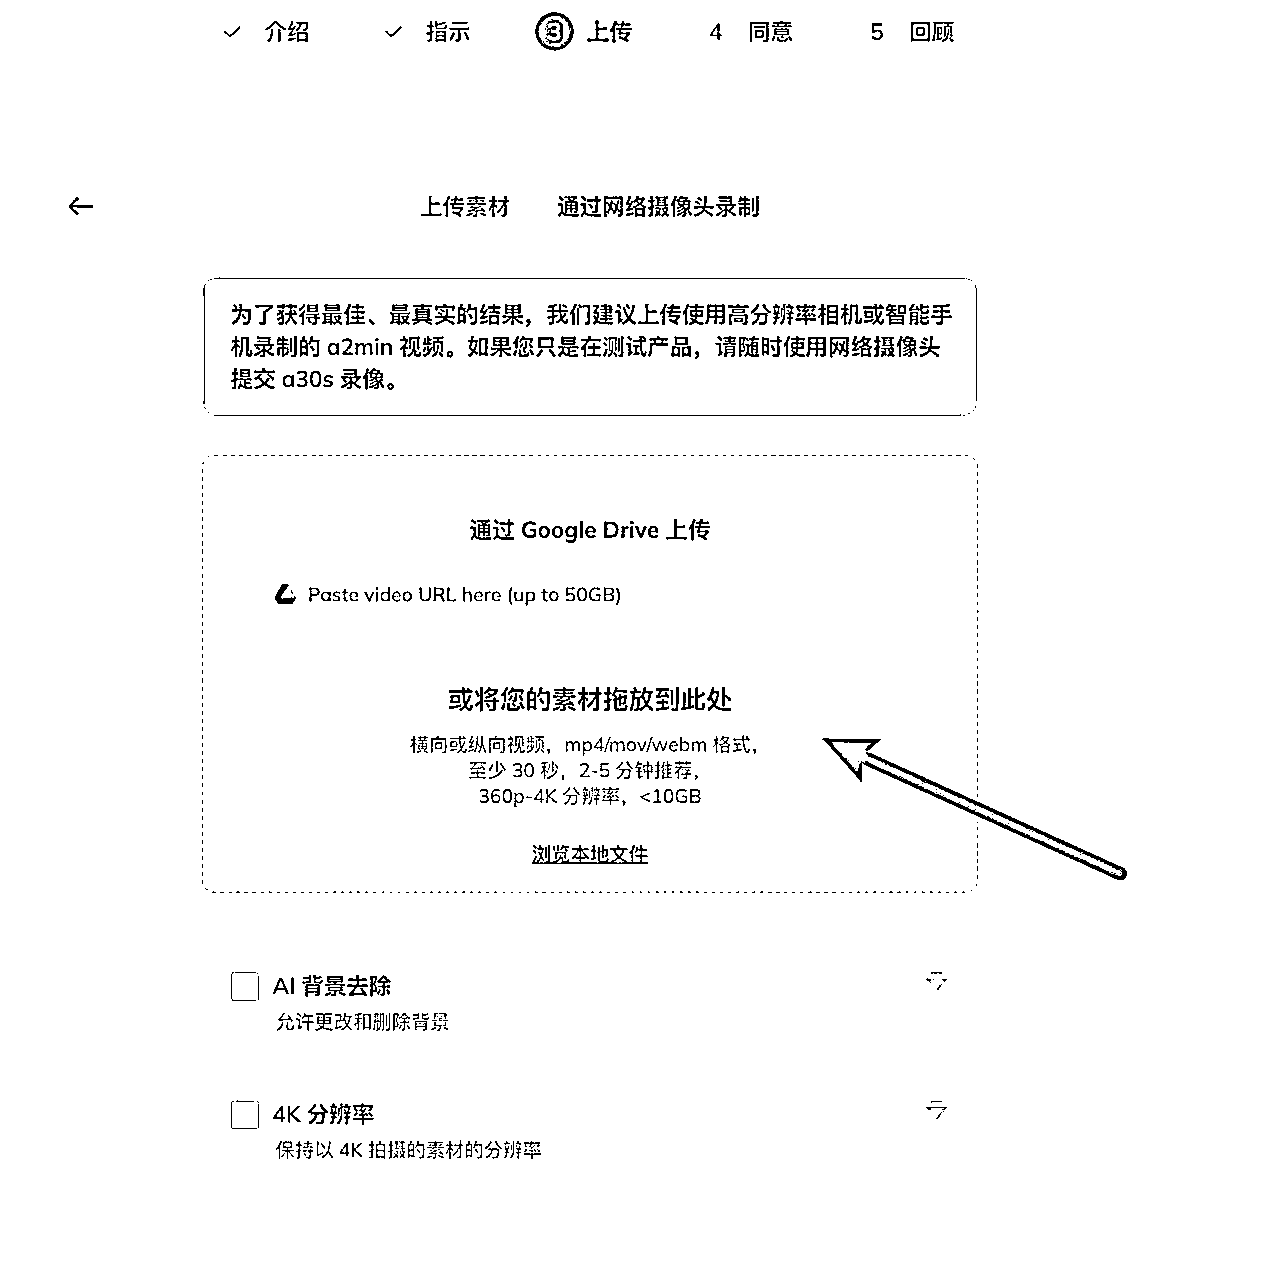 介绍 指示 3 上传 4 同意 5 回顾
上传素材 通过网络摄像头录制
为了获得最佳、最真实的结果，我们建议上传使用高分辨率相机或智能手
机录制的 a2min 视频。如果您只是在测试产品，请随时使用网络摄像头
提交 a30s 录像。
通过 Google Drive 上传
Paste video URL here (up to 50GB)
或将您的素材拖放到此处
横向或纵向视频，mp4/mov/webm 格式，
至少 30 秒，2-5 分钟推荐，
360p-4K 分辨率，<10GB
浏览本地文件
AI 背景去除
允许更改和删除背景
4K 分辨率
保持以 4K 拍摄的素材的分辨率